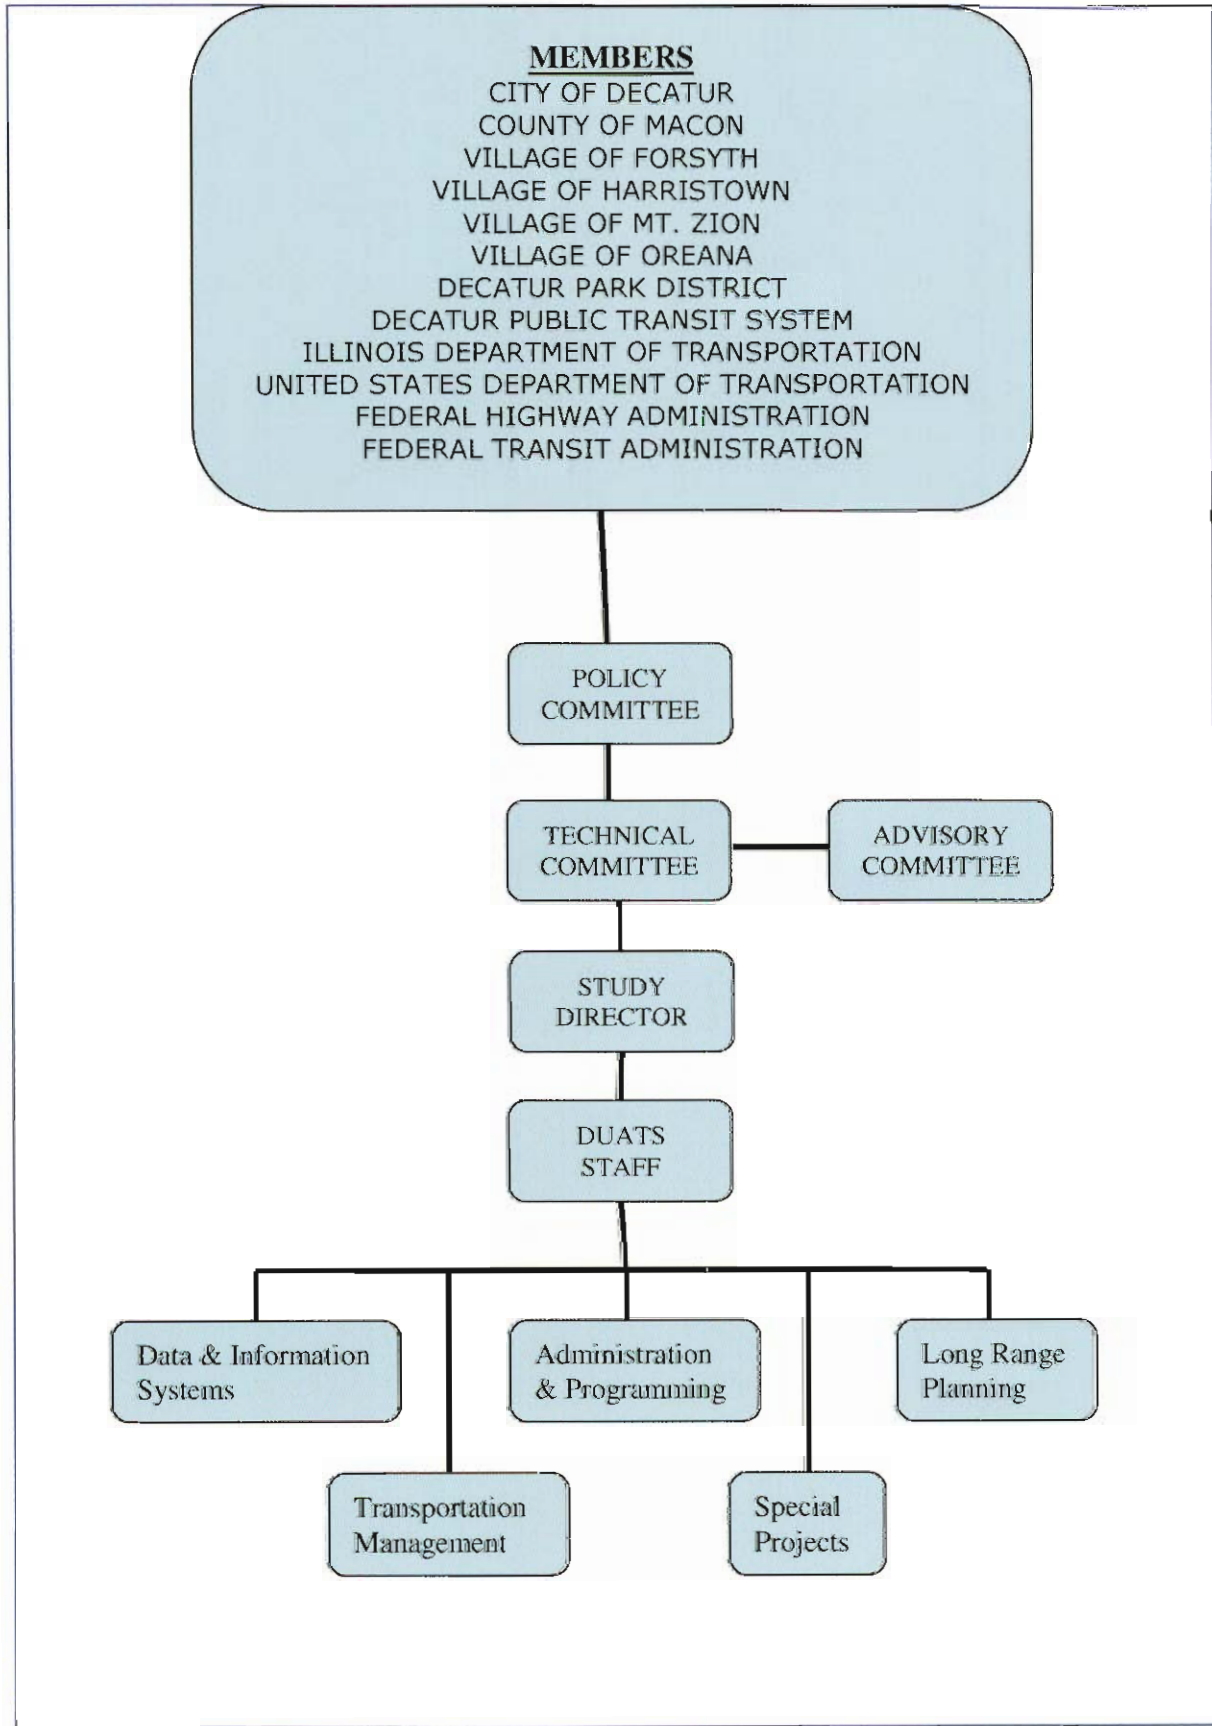 MEMBERS
CITY OF DECATUR
COUNTY OF MACON
VILLAGE OF FORSYTH
VILLAGE OF HARRISTOWN
VILLAGE OF MT. ZION
VILLAGE OF OREANA
DECATUR PARK DISTRICT
DECATUR PUBLIC TRANSIT SYSTEM
ILLINOIS DEPARTMENT OF TRANSPORTATION
UNITED STATES DEPARTMENT OF TRANSPORTATION
FEDERAL HIGHWAY ADMINISTRATION
FEDERAL TRANSIT ADMINISTRATION
POLICY
COMMITTEE
TECHNICAL
COMMITTEE
ADVISORY
COMMITTEE
STUDY
DIRECTOR
DUATS
STAFF
Data & Information
Systems
Administration
& Programming
Long Range
Planning
Transportation
Management
Special
Projects